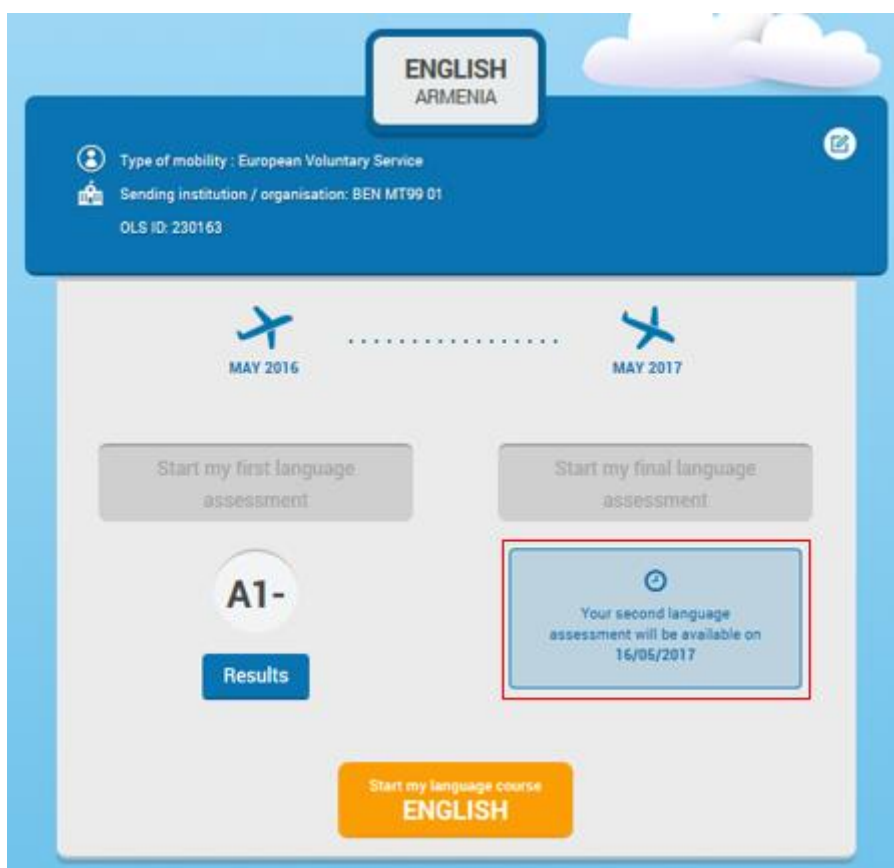 ENGLISH
ARMENIA
Type of mobility : European Voluntary Service
Sending institution / organisation: BEN MT99 01
OLS ID: 230163
MAY 2016
MAY 2017
Start my first language
assessment
Start my final language
assessment
A1-
Results
Your second language
assessment will be available on
16/05/2017
Start my language course
ENGLISH